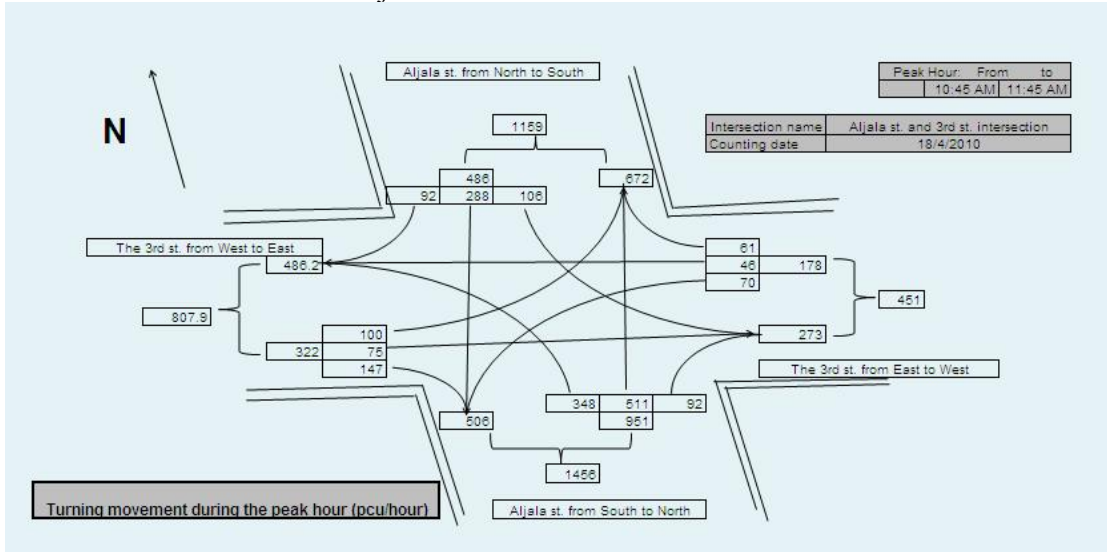 Aljala st. from North to South
Peak Hour: From to
10:45 AM 11:45 AM
N
1159
Intersection name Aljala st. and 3rd st. intersection
Counting date 18/4/2010
486 672
92 288 106
The 3rd st. from West to East
61
486.2 46 178
70
451
807.9
100 273
322 75
147
The 3rd st. from East to West
348 511 92
506 951
1456
Turning movement during the peak hour (pcu/hour)
Aljala st. from South to North